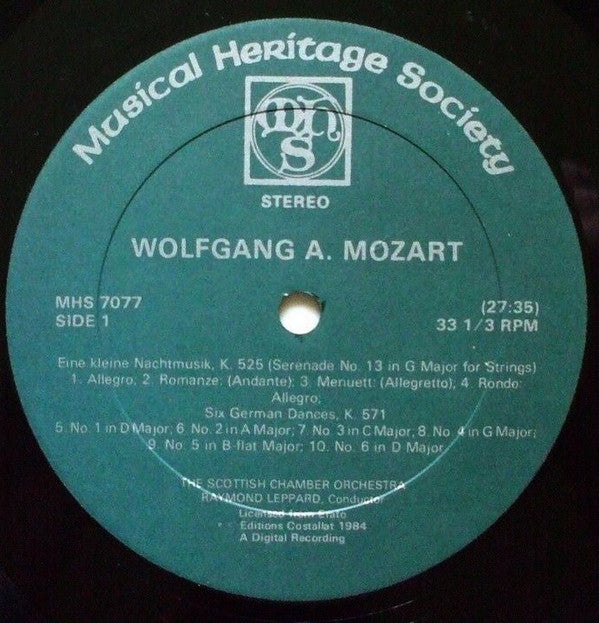 Musical Heritage Society
MHS
STEREO
WOLFGANG A. MOZART
MHS 7077
SIDE 1
(27:35)
33 1/3 RPM
Eine kleine Nachtmusik, K. 525 (Serenade No. 13 in G Major for Strings)
1. Allegro; 2. Romanze: (Andante); 3. Menuett: (Allegretto), 4. Rondo:
Allegro;
Six German Dances, K. 571
5. No. 1 in D Major; 6. No. 2 in A Major; 7. No. 3 in C Major, 8. No. 4 in G Major;
9. No. 5 in B-flat Major; 10. No. 6 in D Major
THE SCOTTISH CHAMBER ORCHESTRA
RAYMOND LEPPARD, Conductor
Licensed from Erato
Editions Costallat 1984
A Digital Recording